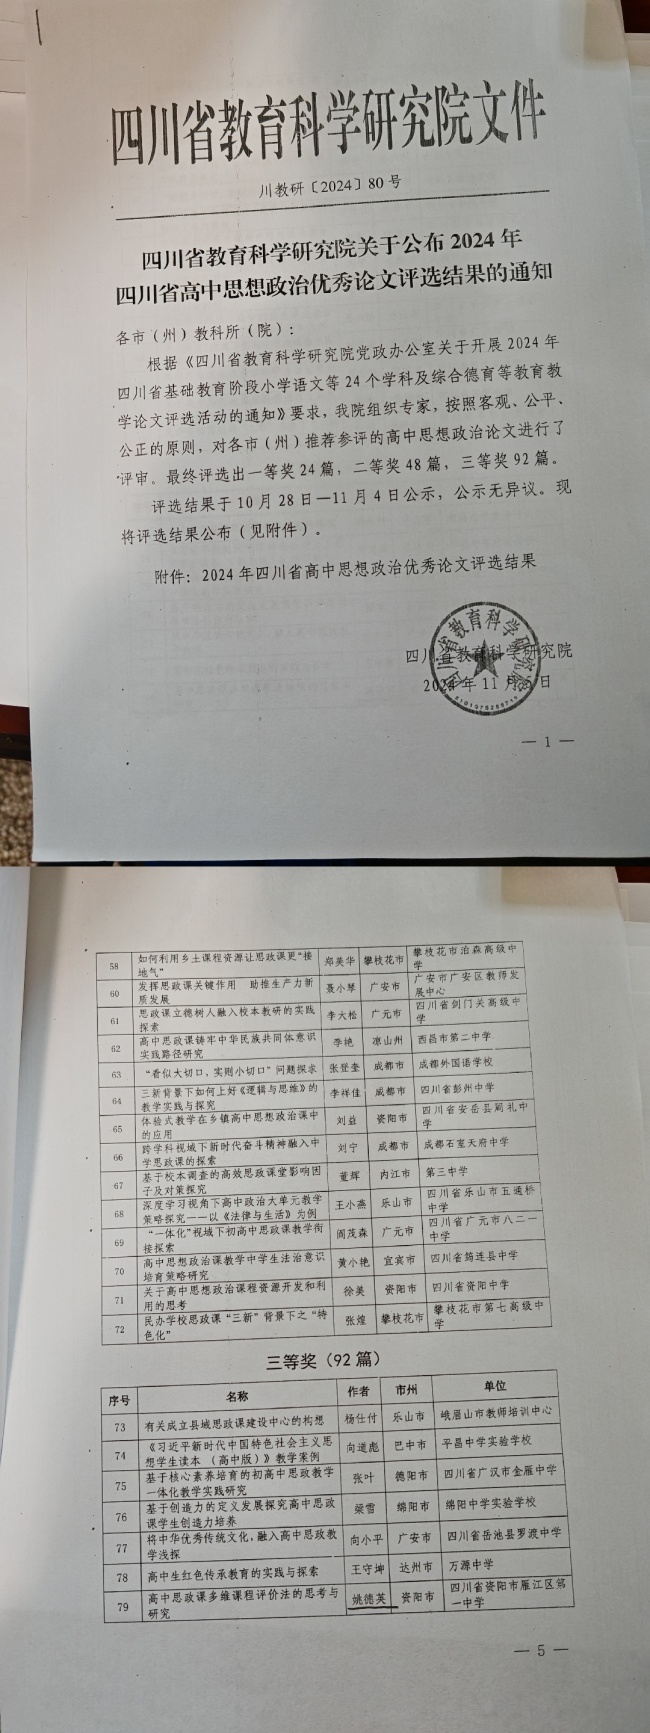 四川省教育科学研究院文件
川教研〔2024〕80 号
四川省教育科学研究院关于公布 2024 年
四川省高中思想政治优秀论文评选结果的通知
各市（州）教科所（院）：
根据《四川省教育科学研究院党政办公室关于开展 2024 年
四川省基础教育阶段小学语文等 24 个学科及综合德育等教育教
学论文评选活动的通知》要求，我院组织专家，按照客观、公平、
公正的原则，对各市（州）推荐参评的高中思想政治论文进行了
评审。最终评选出一等奖 24 篇，二等奖 48 篇，三等奖 92 篇。
评选结果于 10 月 28 日—11 月 4 日公示，公示无异议。现
将评选结果公布（见附件）。
附件：2024 年四川省高中思想政治优秀论文评选结果
四川省教育科学研究院
四川省教育科学研究院
2024 年 11 月 日
— 1 —
58 如何利用乡土课程资源让思政课更“接地气” 郑美华 攀枝花市 攀枝花市 高级中学
60 发挥思政课关键作用 助推生产力新质发展 聂小琴 广安市 广安市广安区教师发展中心
61 思政课立德树人融入校本教研的实践探索 李大松 广元市 四川省剑门关高级中学
62 高中思政课铸牢中华民族共同体意识实践路径研究 李艳 凉山州 西昌市第二中学
63 “看似大切口，实则小切口”问题探求 张登奎 成都市 成都外国语学校
64 三新背景下如何上好《逻辑与思维》的教学实践与探究 李祥佳 成都市 四川省彭州中学
65 体验式教学在乡镇高中思想政治课中的应用 刘益 资阳市 四川省安岳县周礼中学
66 跨学科视域下新时代奋斗精神融入中学思政课的探索 刘宁 成都市 成都石室天府中学
67 基于校本调查的高效思政课堂影响因子及对策探究 董辉 内江市 第三中学
68 深度学习视角下高中政治大单元教学策略探究——以《法律与生活》为例 王小燕 乐山市 四川省乐山市五通桥中学
69 “一体化”视域下初高中思政课教学衔接探索 阎茂森 广元市 四川省广元市八二一中学
70 高中思想政治课教学中学生法治意识培育策略研究 黄小艳 宜宾市 四川省筠连县中学
71 关于高中思想政治课程资源开发和利用的思考 徐美 资阳市 四川省资阳中学
72 民办学校思政课“三新”背景下之“特色化” 张煌 攀枝花市 攀枝花市第七高级中学
三等奖（92 篇）
序号 名称 作者 市州 单位
73 有关成立县域思政课建设中心的构想 杨仕付 乐山市 峨眉山市教师培训中心
74 《习近平新时代中国特色社会主义思想学生读本（高中版）》教学案例 向道彪 巴中市 平昌中学实验学校
75 基于核心素养培育的初高中思政教学一体化教学实践研究 张叶 德阳市 四川省广汉市金雁中学
76 基于创造力的定义发展探究高中思政课学生创造力培养 梁雪 绵阳市 绵阳中学实验学校
77 将中华优秀传统文化，融入高中思政教学浅探 向小平 广安市 四川省岳池县罗渡中学
78 高中生红色传承教育的实践与探索 王守坤 达州市 万源中学
79 高中思政课多维课程评价法的思考与研究 姚德英 资阳市 四川省资阳市雁江区第一中学
— 5 —